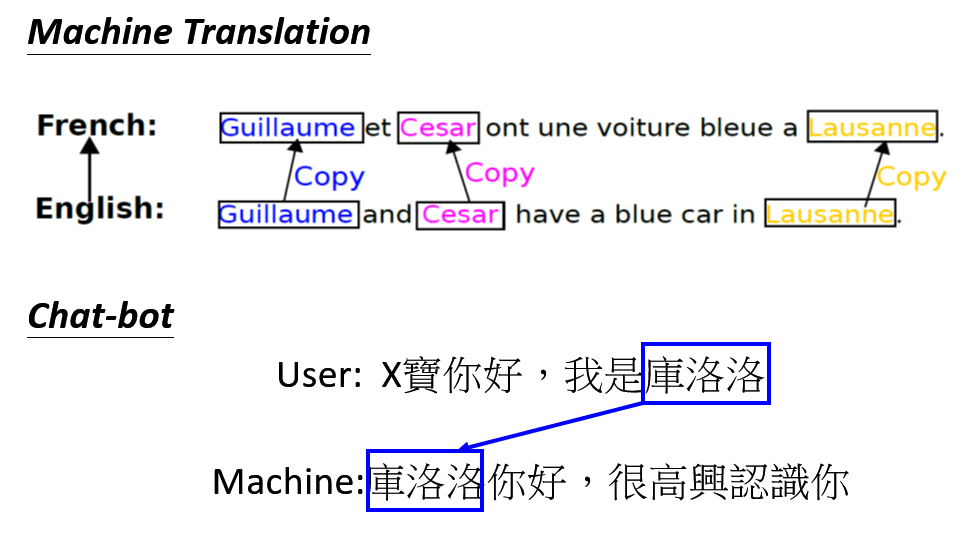 Machine Translation
French: Guillaume et Cesar ont une voiture bleue a Lausanne.
Copy Copy Copy
English: Guillaume and Cesar have a blue car in Lausanne.
Chat-bot
User: X寶你好，我是庫洛洛
Machine: 庫洛洛你好，很高興認識你